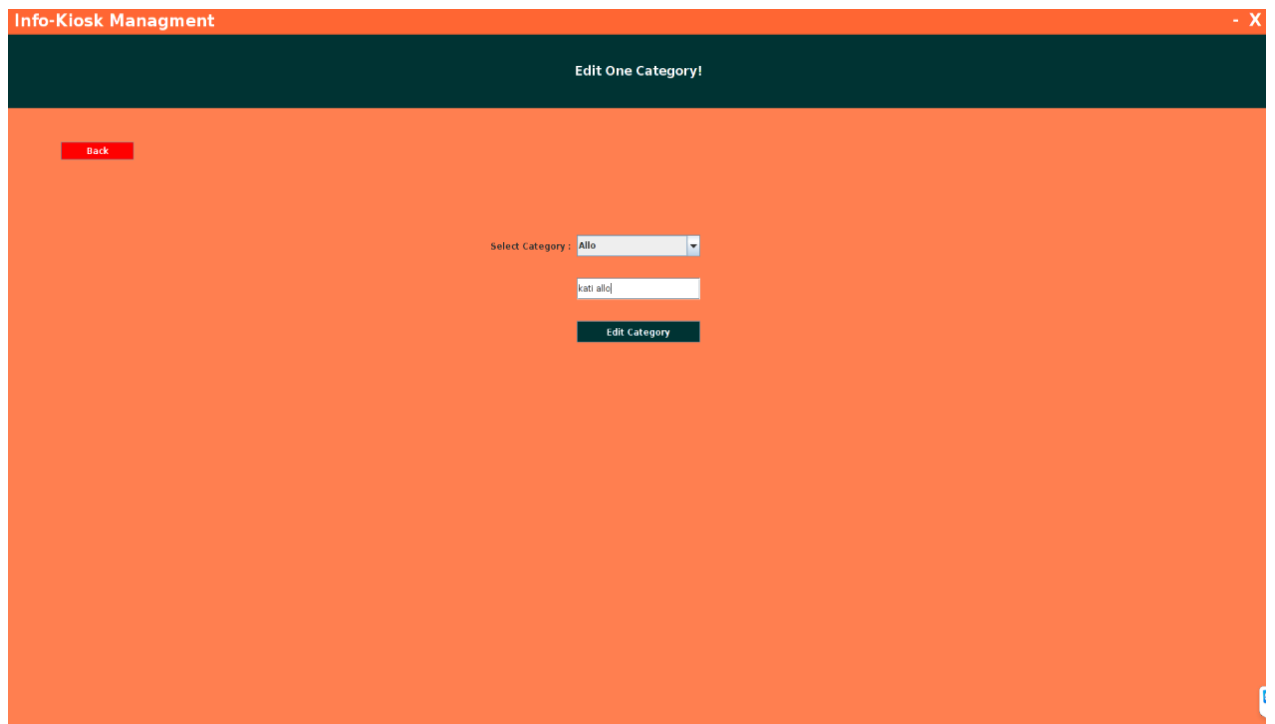 Info-Kiosk Managment - X
Edit One Category!
Back
Select Category : Allo
kati allo
Edit Category